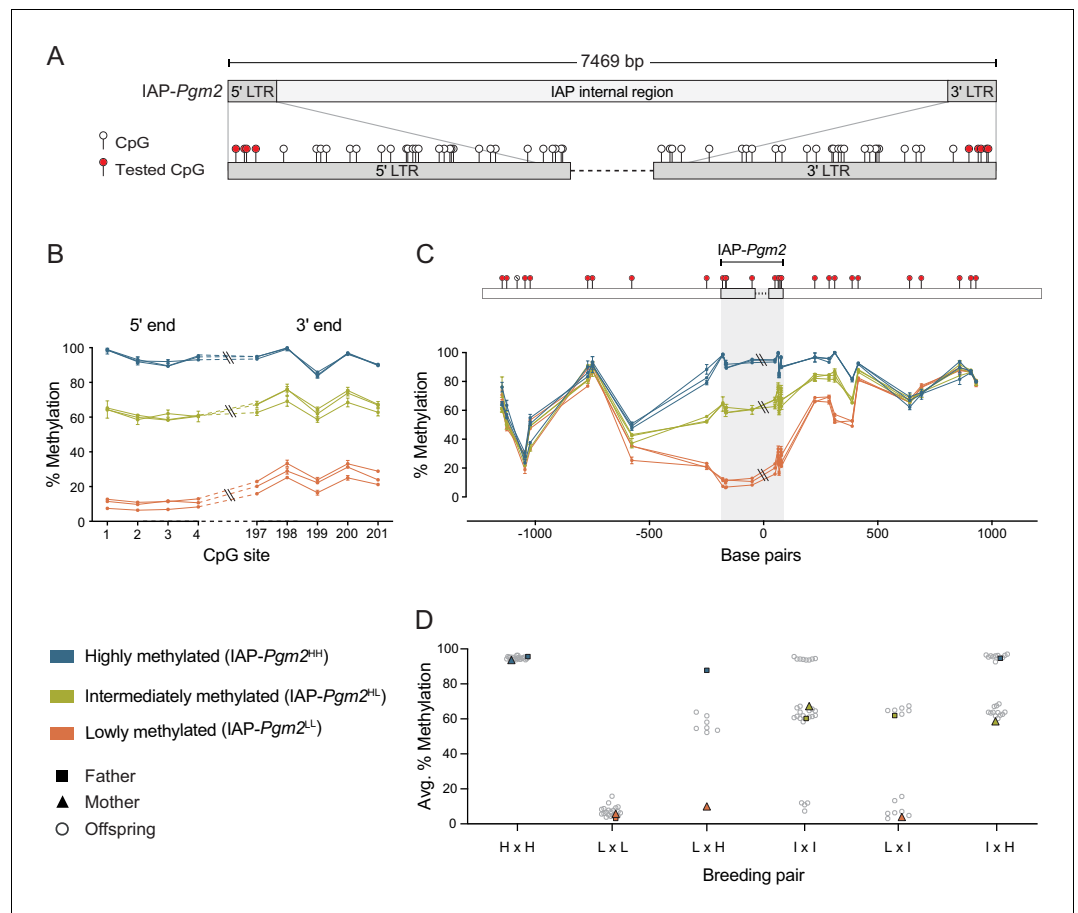 A
7469 bp
IAP-Pgm2
5' LTR
IAP internal region
3' LTR
CpG
Tested CpG
5' LTR
3' LTR
B
5' end
3' end
% Methylation
100
80
60
40
20
0
1 2 3 4 197 198 199 200 201
CpG site
C
IAP-Pgm2
% Methylation
100
80
60
40
20
0
-1000 -500 0 500 1000
Base pairs
Highly methylated (IAP-Pgm2HH)
Intermediately methylated (IAP-Pgm2HL)
Lowly methylated (IAP-Pgm2LL)
Father
Mother
Offspring
D
Avg. % Methylation
100
80
60
40
20
0
H x H L x L L x H I x I L x I I x H
Breeding pair